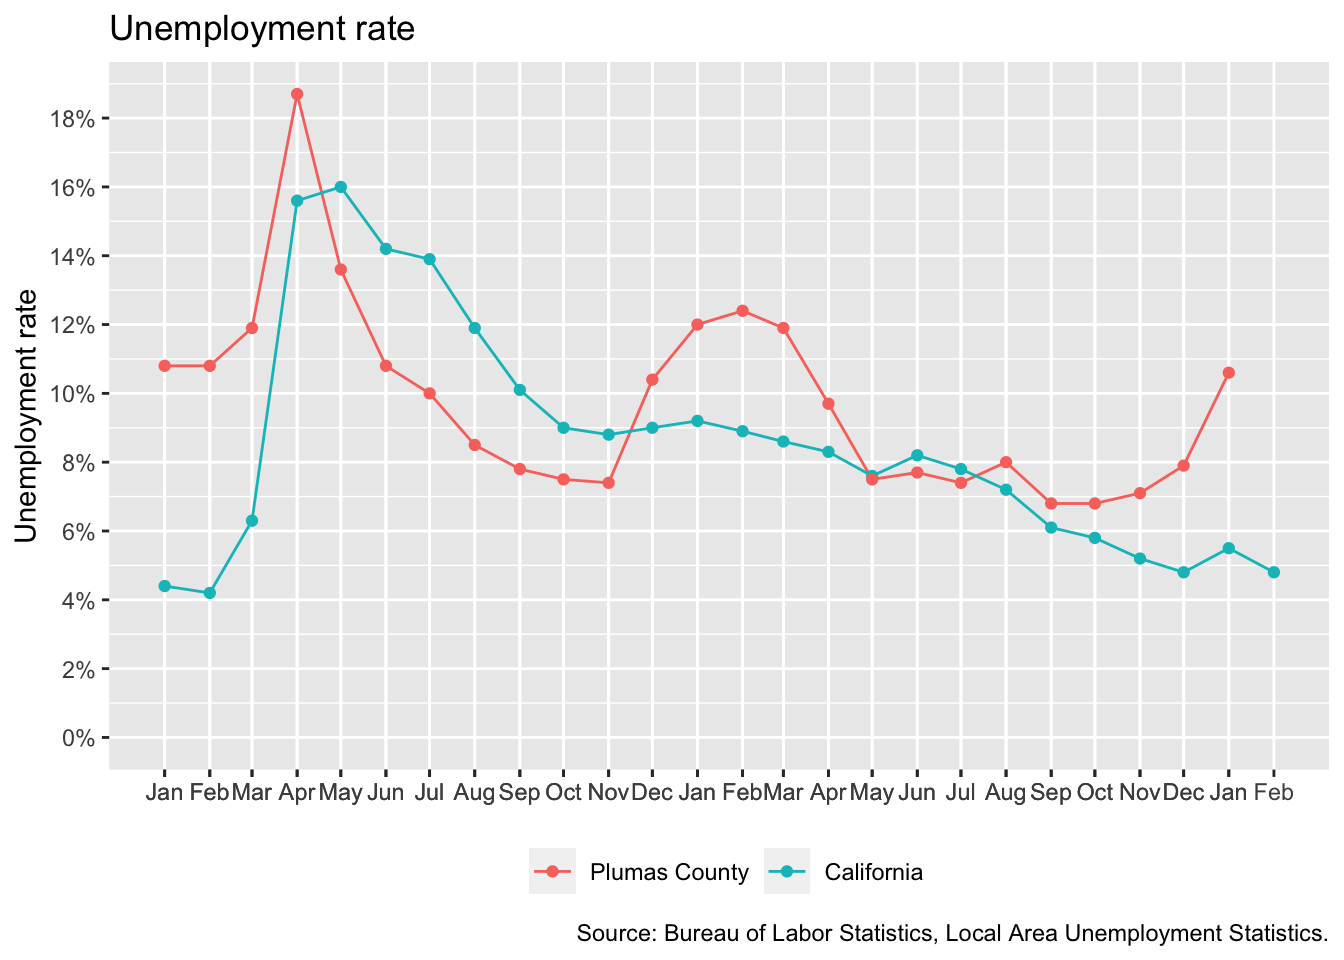 Unemployment rate
Unemployment rate
18%
16%
14%
12%
10%
8%
6%
4%
2%
0%
Jan Feb Mar Apr May Jun Jul Aug Sep Oct Nov Dec Jan Feb Mar Apr May Jun Jul Aug Sep Oct Nov Dec Jan Feb
Plumas County California
Source: Bureau of Labor Statistics, Local Area Unemployment Statistics.